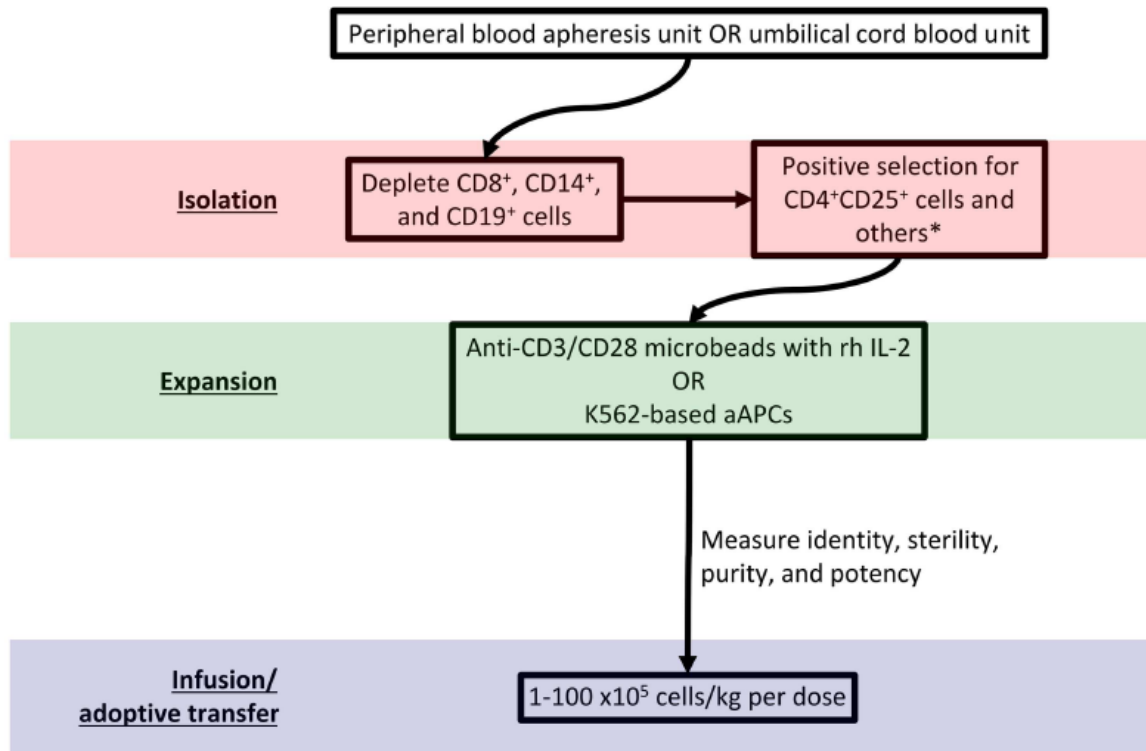 Peripheral blood apheresis unit OR umbilical cord blood unit
Isolation
Deplete CD8⁺, CD14⁺,
and CD19⁺ cells
Positive selection for
CD4⁺CD25⁺ cells and
others*
Expansion
Anti-CD3/CD28 microbeads with rh IL-2
OR
K562-based aAPCs
Measure identity, sterility,
purity, and potency
Infusion/
adoptive transfer
1-100 x10⁵ cells/kg per dose